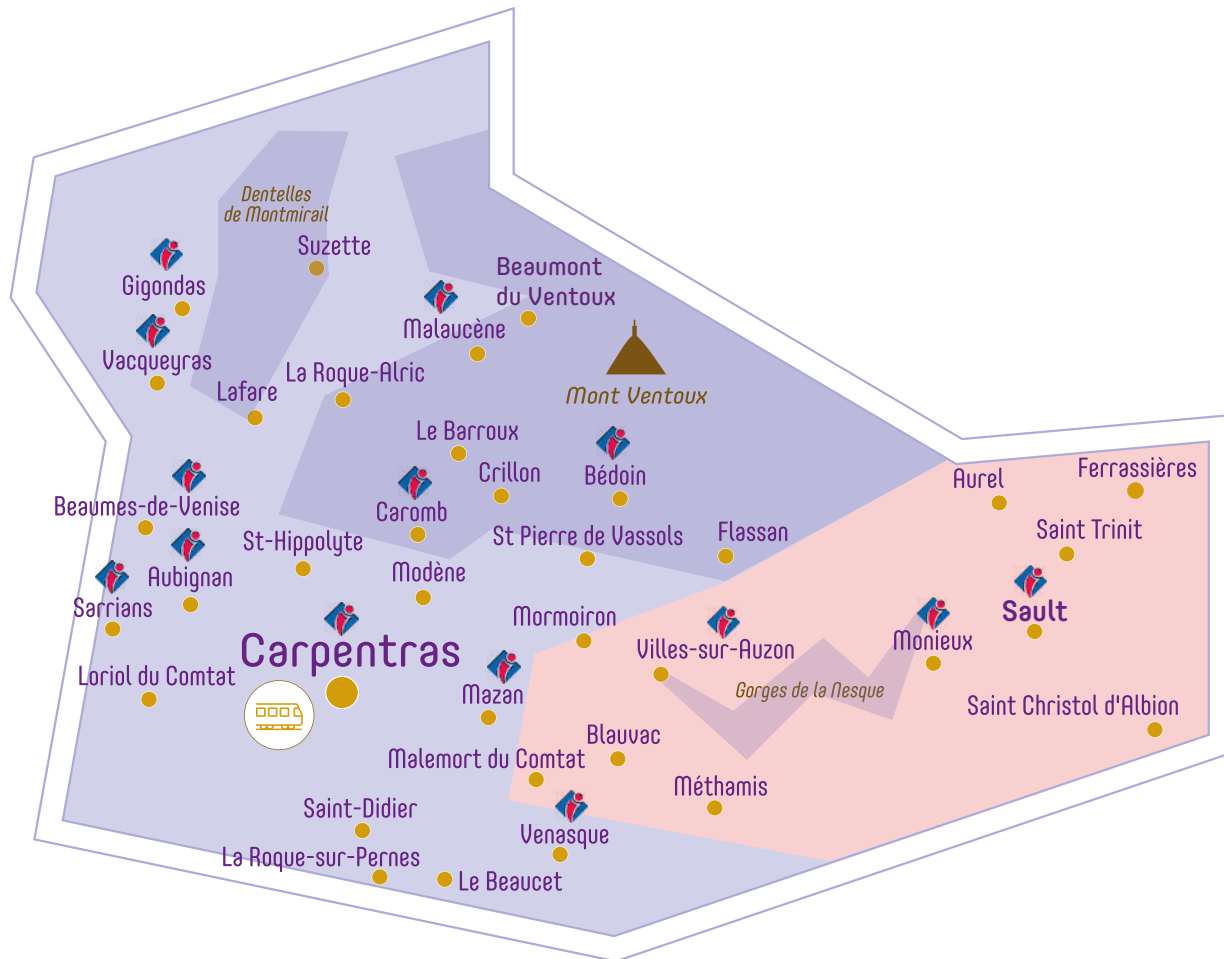 Dentelles
de Montmirail
Suzette
Gigondas
Beaumont
du Ventoux
Malaucène
Vacqueyras
La Roque-Alric
Lafare
Mont Ventoux
Le Barroux
Crillon
Bédoin
Aurel
Ferrassières
Beaumes-de-Venise
Caromb
St-Hippolyte
St Pierre de Vassols
Flassan
Saint Trinit
Aubignan
Modène
Sarrians
Mormoiron
Sault
Carpentras
Villes-sur-Auzon
Monieux
Loriol du Comtat
Mazan
Gorges de la Nesque
Saint Christol d'Albion
Blauvac
Malemort du Comtat
Méthamis
Saint-Didier
Venasque
La Roque-sur-Pernes
Le Beaucet